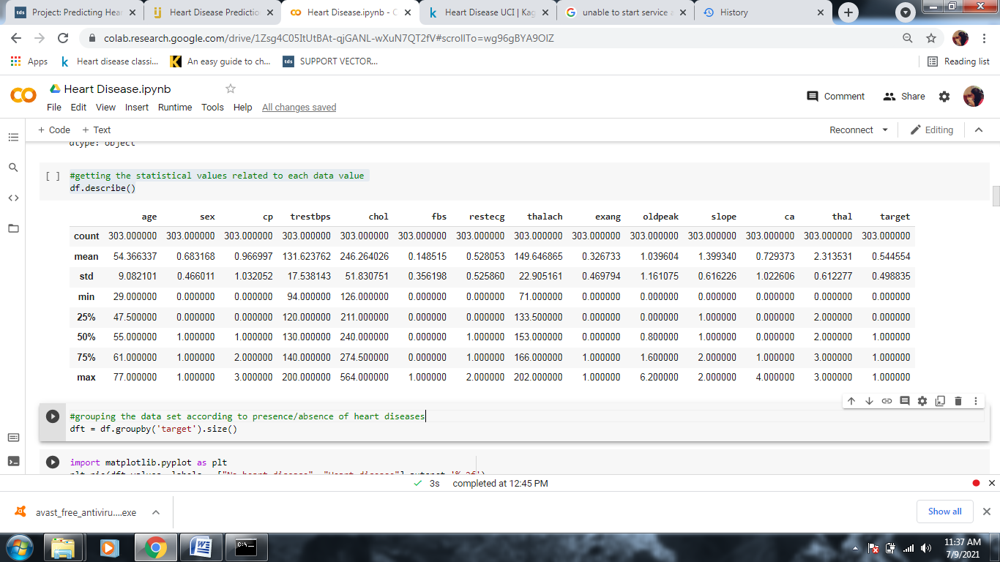 Project: Predicting Hear
Heart Disease Predictio
Heart Disease.ipynb - C
Heart Disease UCI | Kag
unable to start service a
History
colab.research.google.com/drive/1Zsg4C05ItUtBAt-qjGANL-wXuN7QT2fV#scrollTo=wg96gBYA9OIZ
Apps
Heart disease classi...
An easy guide to ch...
SUPPORT VECTOR...
Reading list
Heart Disease.ipynb
Comment
Share
File Edit View Insert Runtime Tools Help All changes saved
+ Code + Text
Reconnect
Editing
dtype: object
[ ] #getting the statistical values related to each data value
df.describe()
age sex cp trestbps chol fbs restecg thalach exang oldpeak slope ca thal target
count 303.000000 303.000000 303.000000 303.000000 303.000000 303.000000 303.000000 303.000000 303.000000 303.000000 303.000000 303.000000 303.000000 303.000000
mean 54.366337 0.683168 0.966997 131.623762 246.264026 0.148515 0.528053 149.646865 0.326733 1.039604 1.399340 0.729373 2.313531 0.544554
std 9.082101 0.466011 1.032052 17.538143 51.830751 0.356198 0.525860 22.905161 0.469794 1.161075 0.616226 1.022606 0.612277 0.498835
min 29.000000 0.000000 0.000000 94.000000 126.000000 0.000000 0.000000 71.000000 0.000000 0.000000 0.000000 0.000000 0.000000 0.000000
25% 47.500000 0.000000 0.000000 120.000000 211.000000 0.000000 0.000000 133.500000 0.000000 0.000000 1.000000 0.000000 2.000000 0.000000
50% 55.000000 1.000000 1.000000 130.000000 240.000000 0.000000 1.000000 153.000000 0.000000 0.800000 1.000000 0.000000 2.000000 1.000000
75% 61.000000 1.000000 2.000000 140.000000 274.500000 0.000000 1.000000 166.000000 1.000000 1.600000 2.000000 1.000000 3.000000 1.000000
max 77.000000 1.000000 3.000000 200.000000 564.000000 1.000000 2.000000 202.000000 1.000000 6.200000 2.000000 4.000000 3.000000 1.000000
#grouping the data set according to presence/absence of heart diseases
dft = df.groupby('target').size()
import matplotlib.pyplot as plt
3s completed at 12:45 PM
avast_free_antiviru....exe
Show all
11:37 AM
7/9/2021